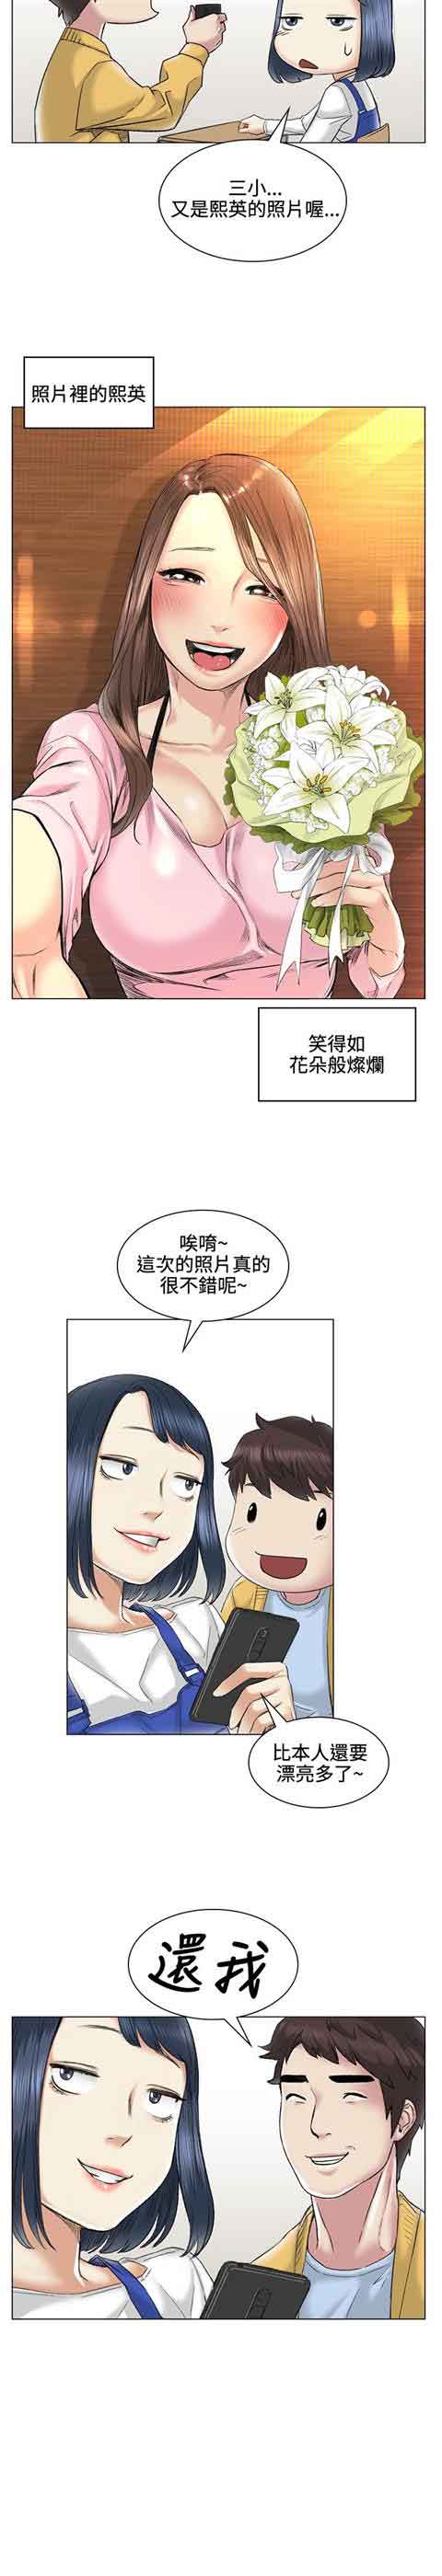 三小...
又是熙英的照片喔...
照片裡的熙英
笑得如
花朵般燦爛
唉唷~
這次的照片真的
很不錯呢~
比本人還要
漂亮多了~
還我